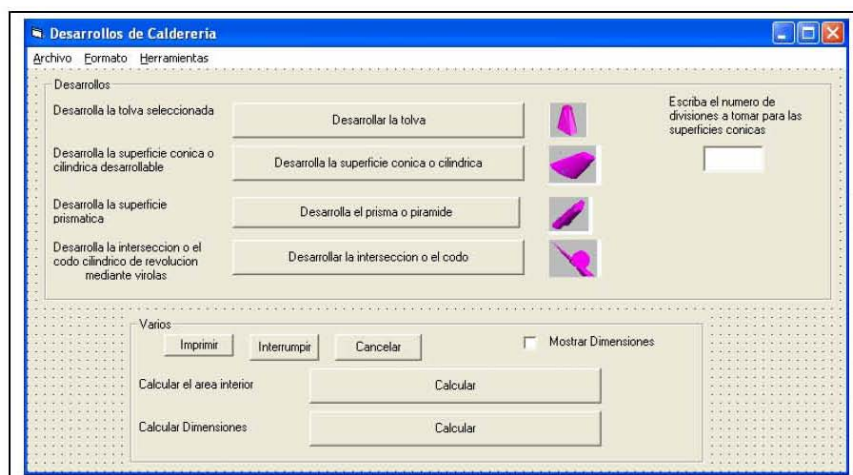 Desarrollos de Caldereria
Archivo Formato Herramientas
Desarrollos
Desarrolla la tolva seleccionada
Desarrollar la tolva
Escriba el numero de
divisiones a tomar para las
superficies conicas
Desarrolla la superficie conica o
cilindrica desarrollable
Desarrolla la superficie conica o cilindrica
Desarrolla la superficie
prismatica
Desarrolla el prisma o piramide
Desarrolla la interseccion o el
codo cilindrico de revolucion
mediante virolas
Desarrollar la interseccion o el codo
Varios
Imprimir Interrumpir Cancelar Mostrar Dimensiones
Calcular el area interior Calcular
Calcular Dimensiones Calcular